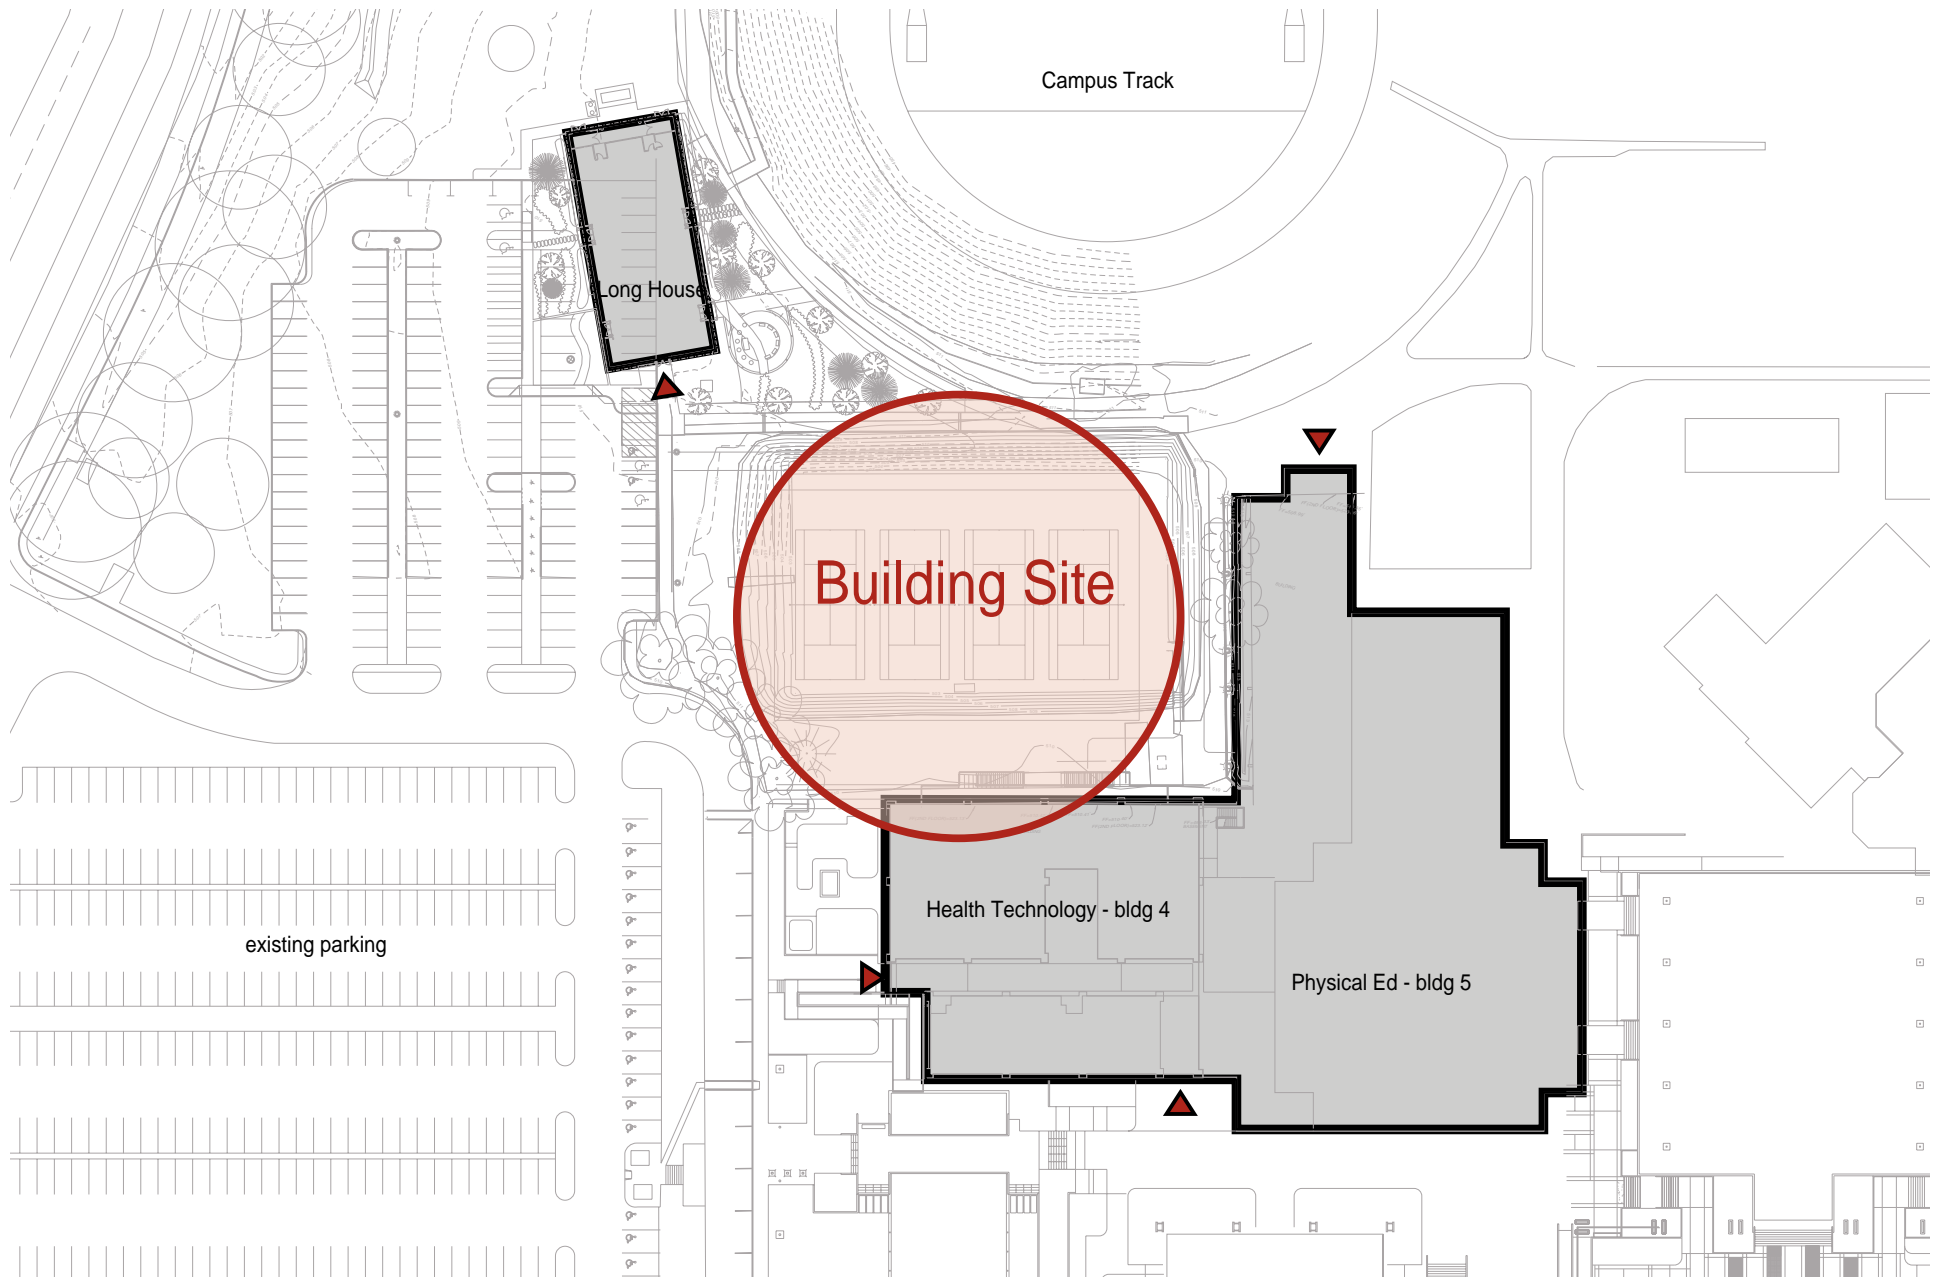 Campus Track
Long House
Building Site
Health Technology - bldg 4
existing parking
Physical Ed - bldg 5